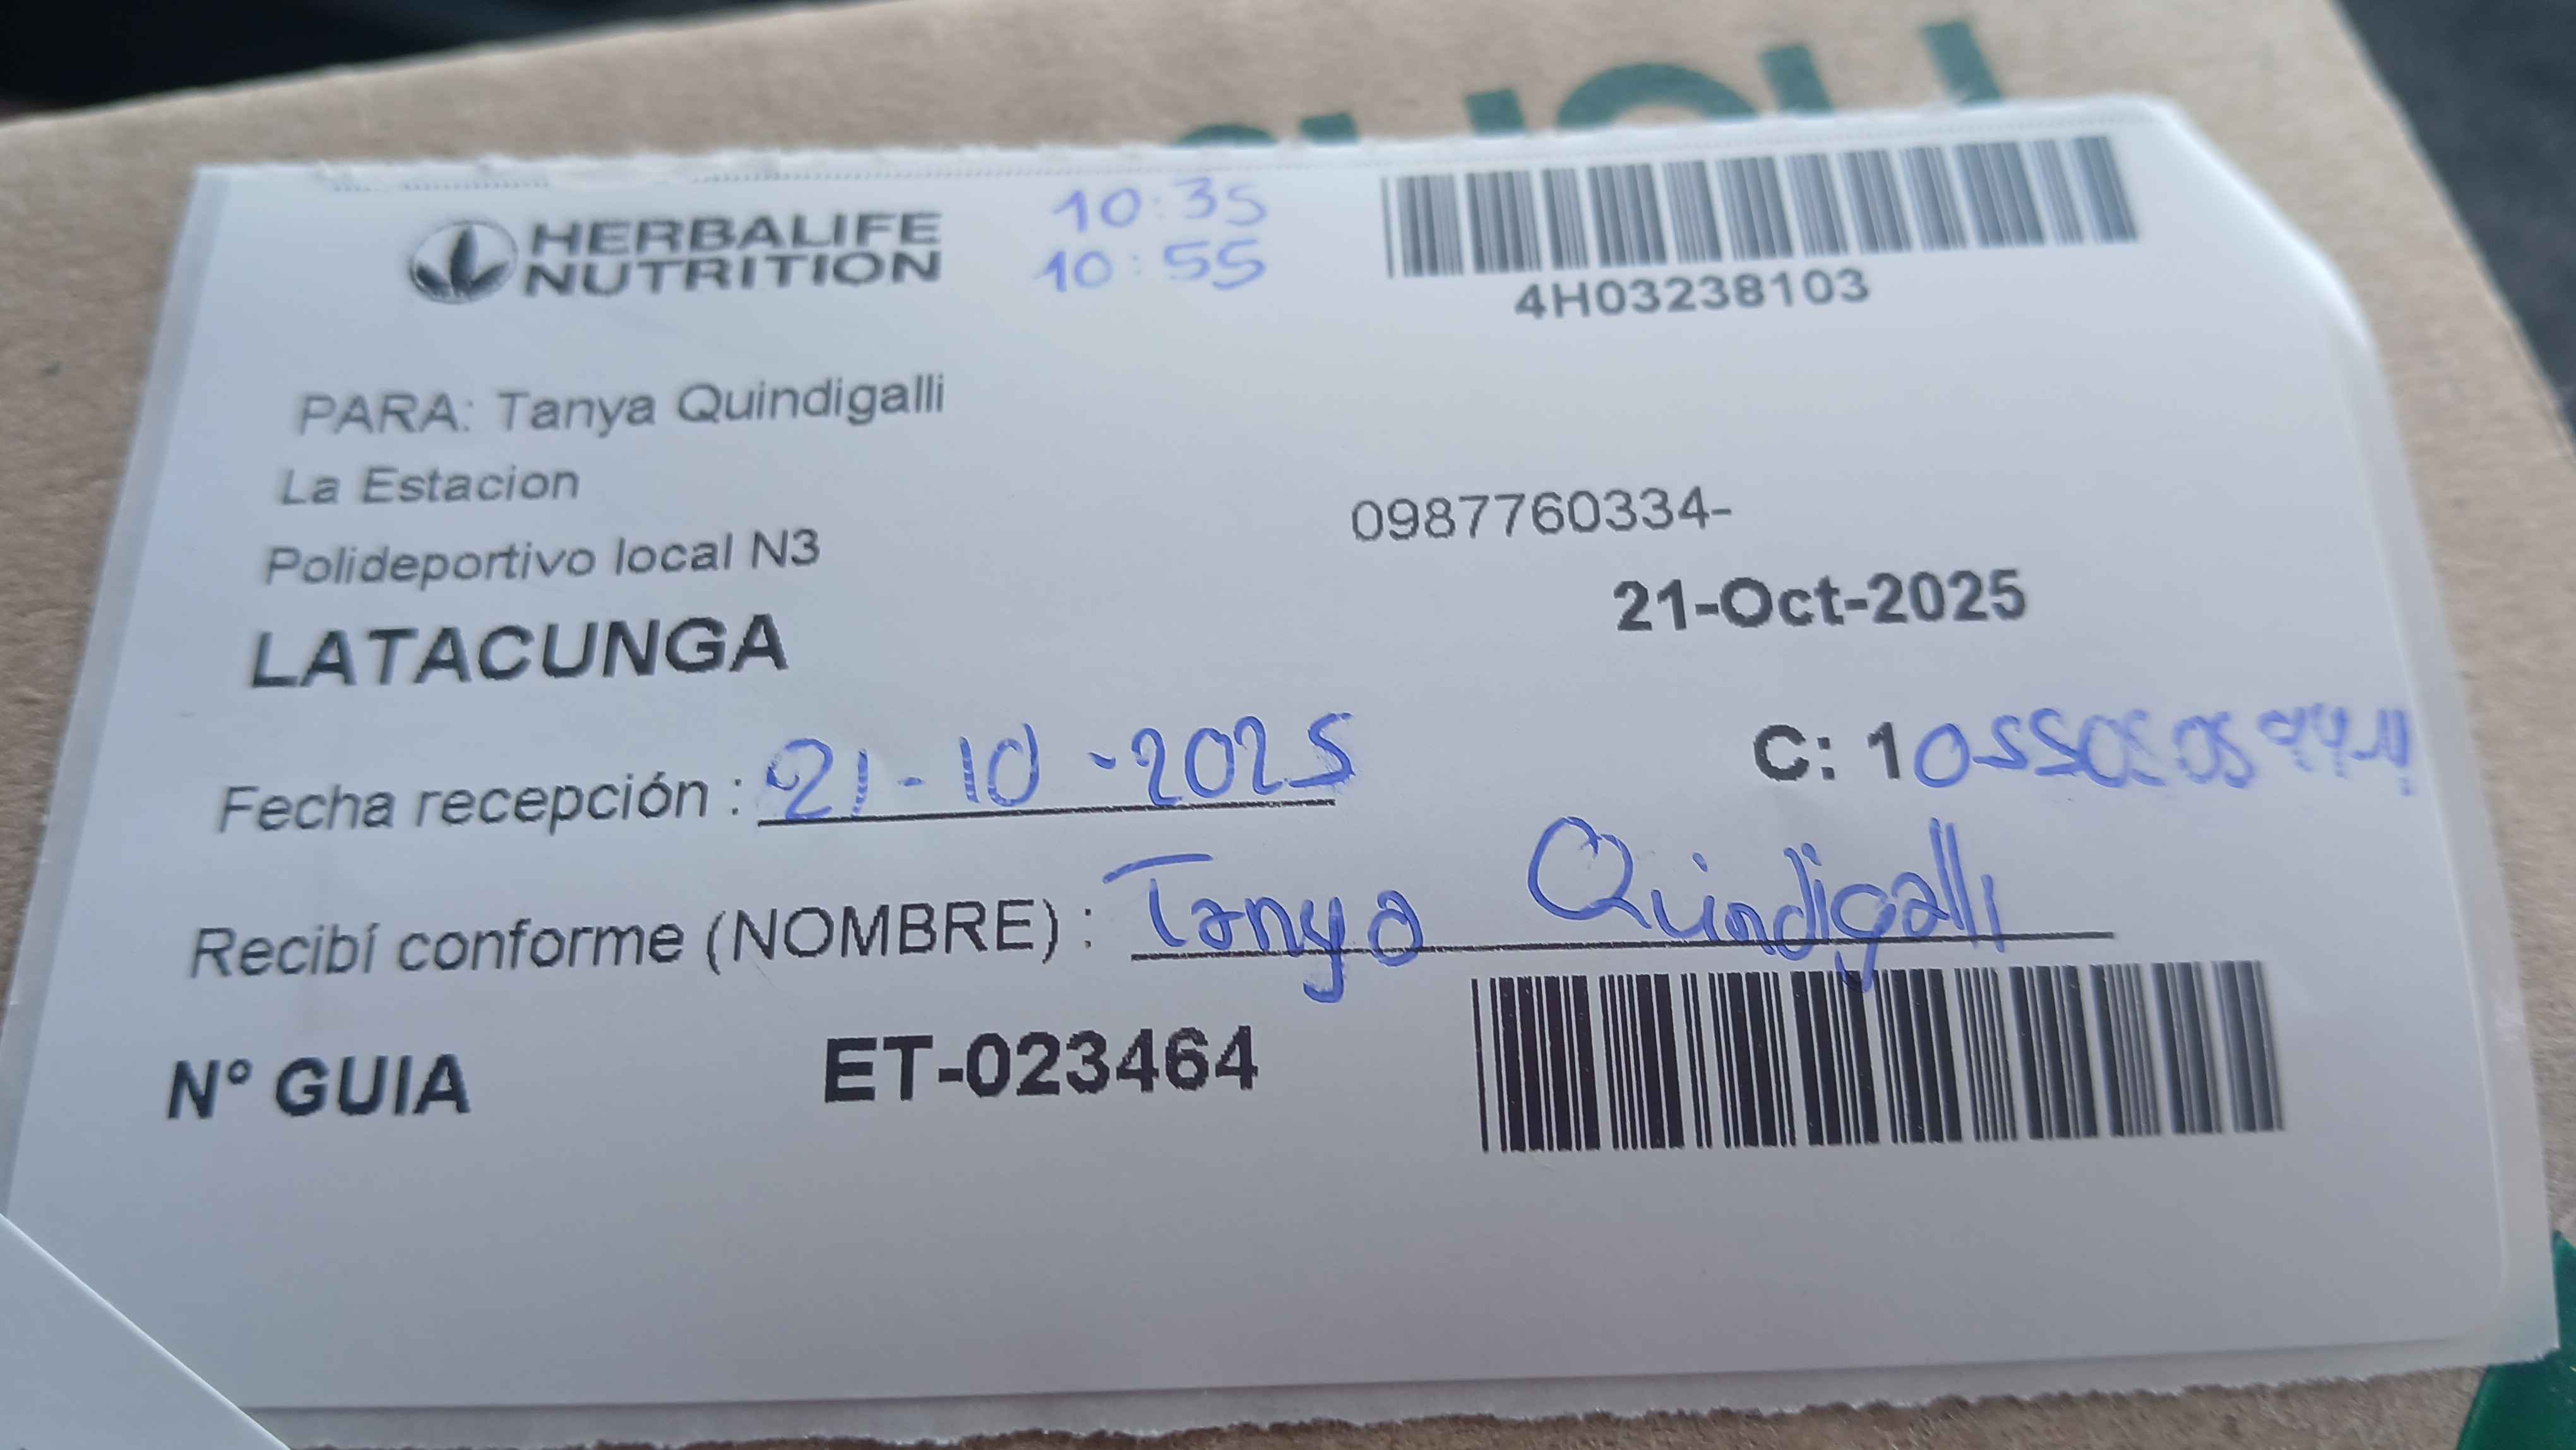 HERBALIFE
NUTRITION
10:35
10:55
4H03238103
PARA: Tanya Quindigalli
La Estacion
Polideportivo local N3
0987760334-
21-Oct-2025
LATACUNGA
C: 1
Fecha recepción : 21-10-2025
Recibí conforme (NOMBRE) : Tanya Quindigalli
N° GUIA ET-023464